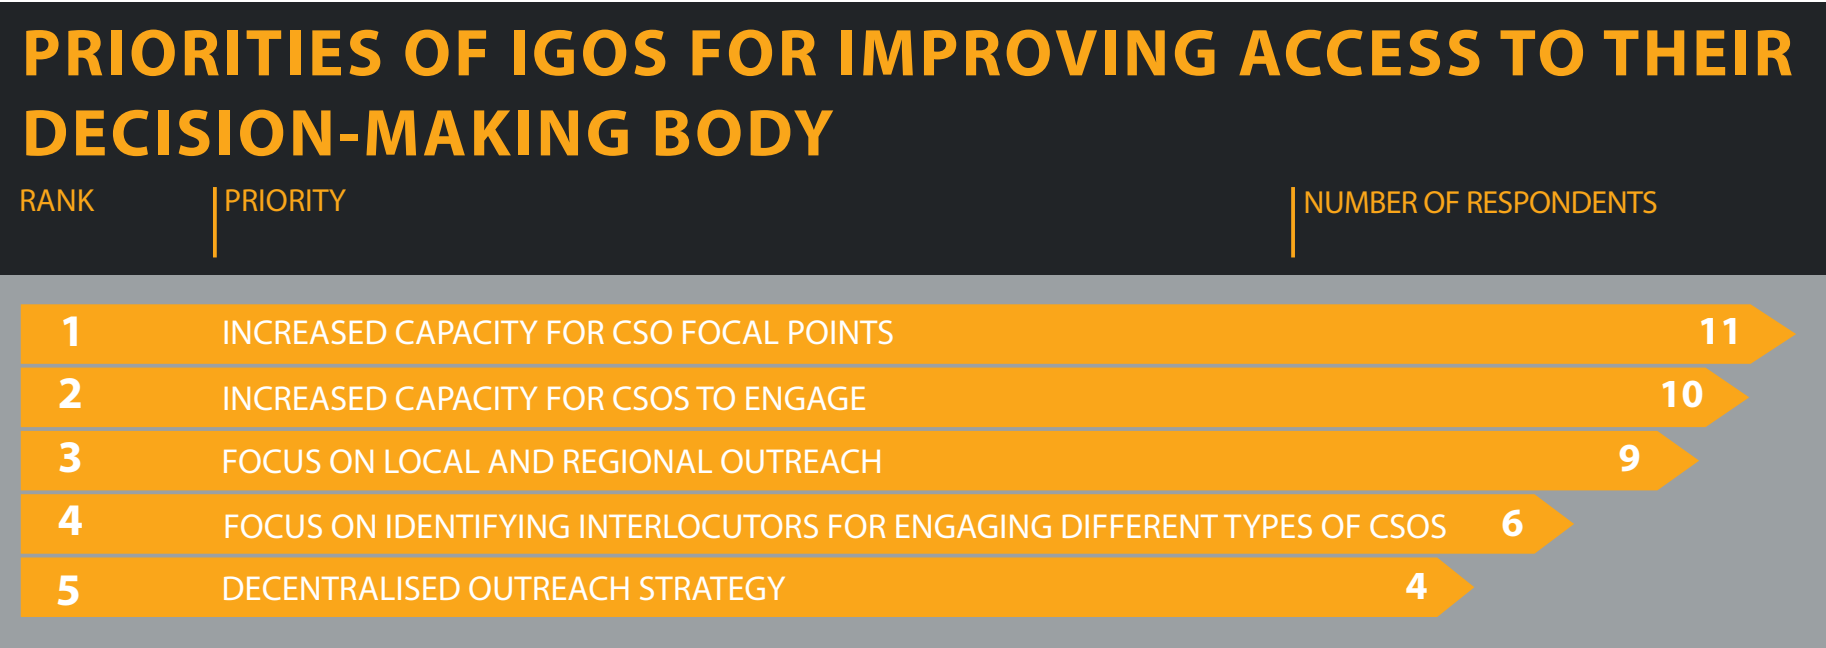 PRIORITIES OF IGOS FOR IMPROVING ACCESS TO THEIR
DECISION-MAKING BODY
RANK PRIORITY NUMBER OF RESPONDENTS
1 INCREASED CAPACITY FOR CSO FOCAL POINTS 11
2 INCREASED CAPACITY FOR CSOS TO ENGAGE 10
3 FOCUS ON LOCAL AND REGIONAL OUTREACH 9
4 FOCUS ON IDENTIFYING INTERLOCUTORS FOR ENGAGING DIFFERENT TYPES OF CSOS 6
5 DECENTRALISED OUTREACH STRATEGY 4